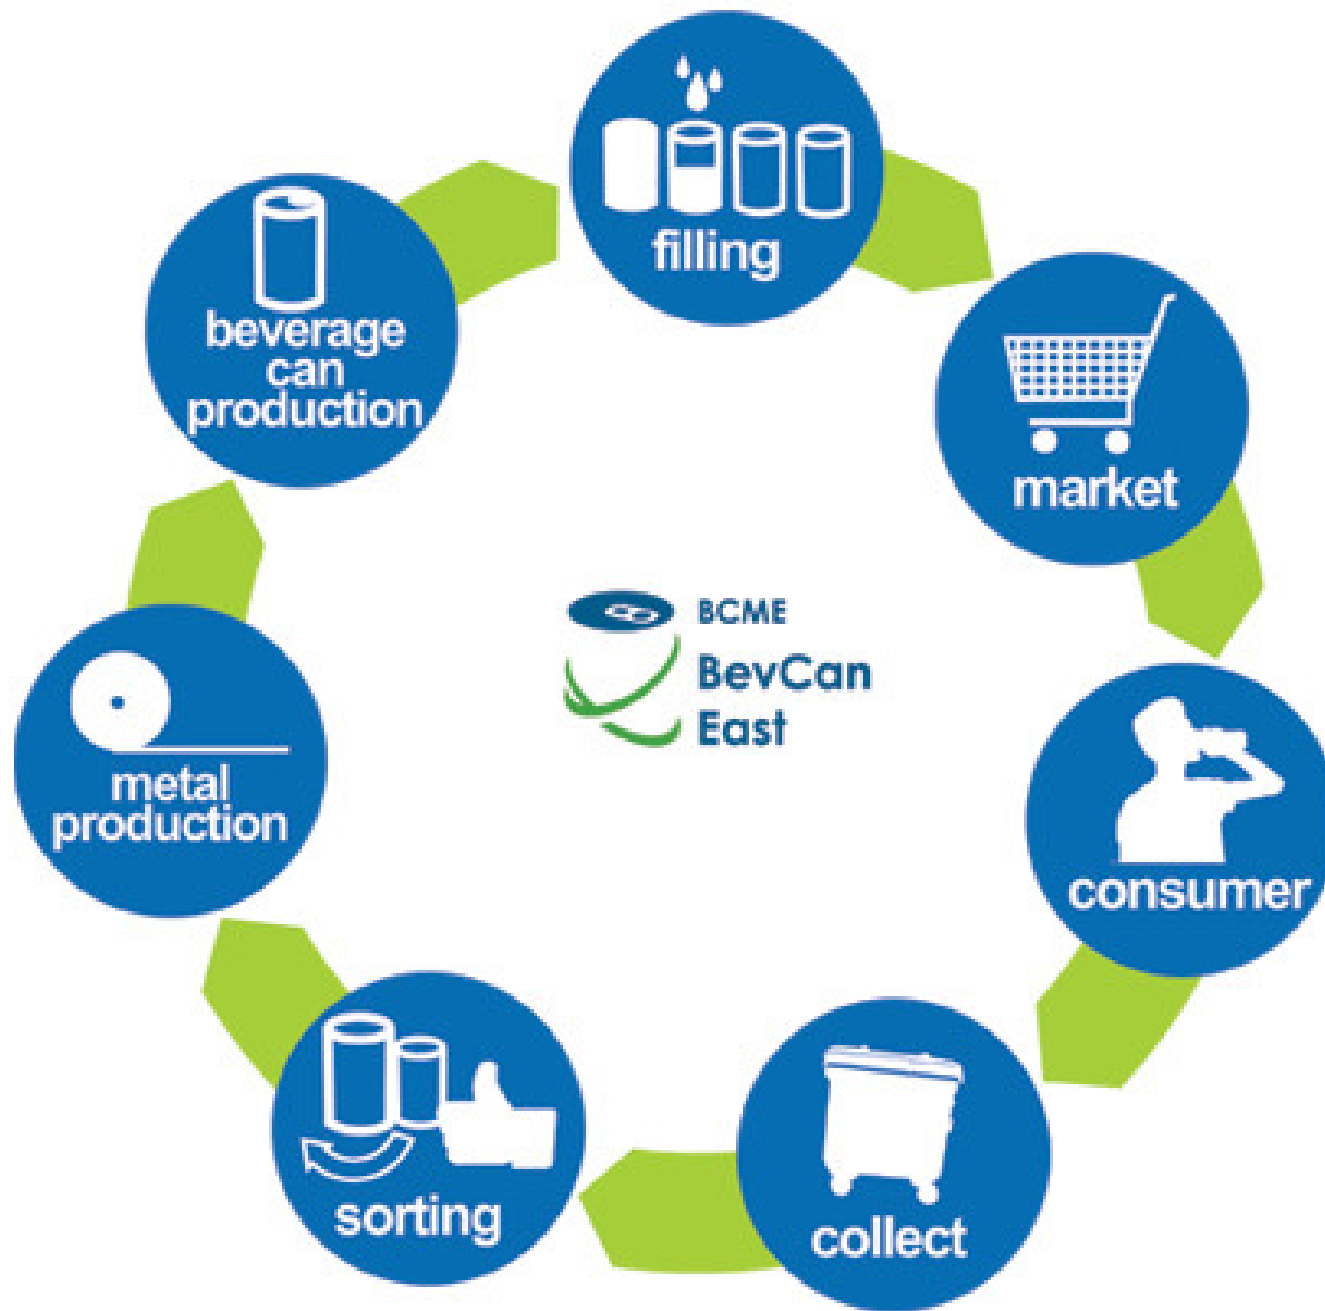 filling
market
consumer
collect
sorting
metal
production
beverage
can
production
BCME
BevCan
East